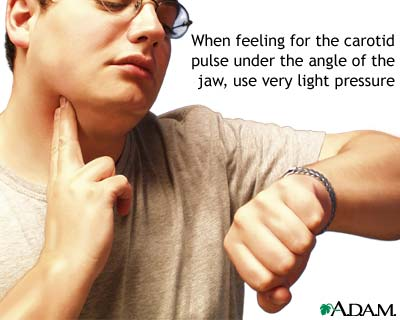 When feeling for the carotid
pulse under the angle of the
jaw, use very light pressure
A.D.A.M.